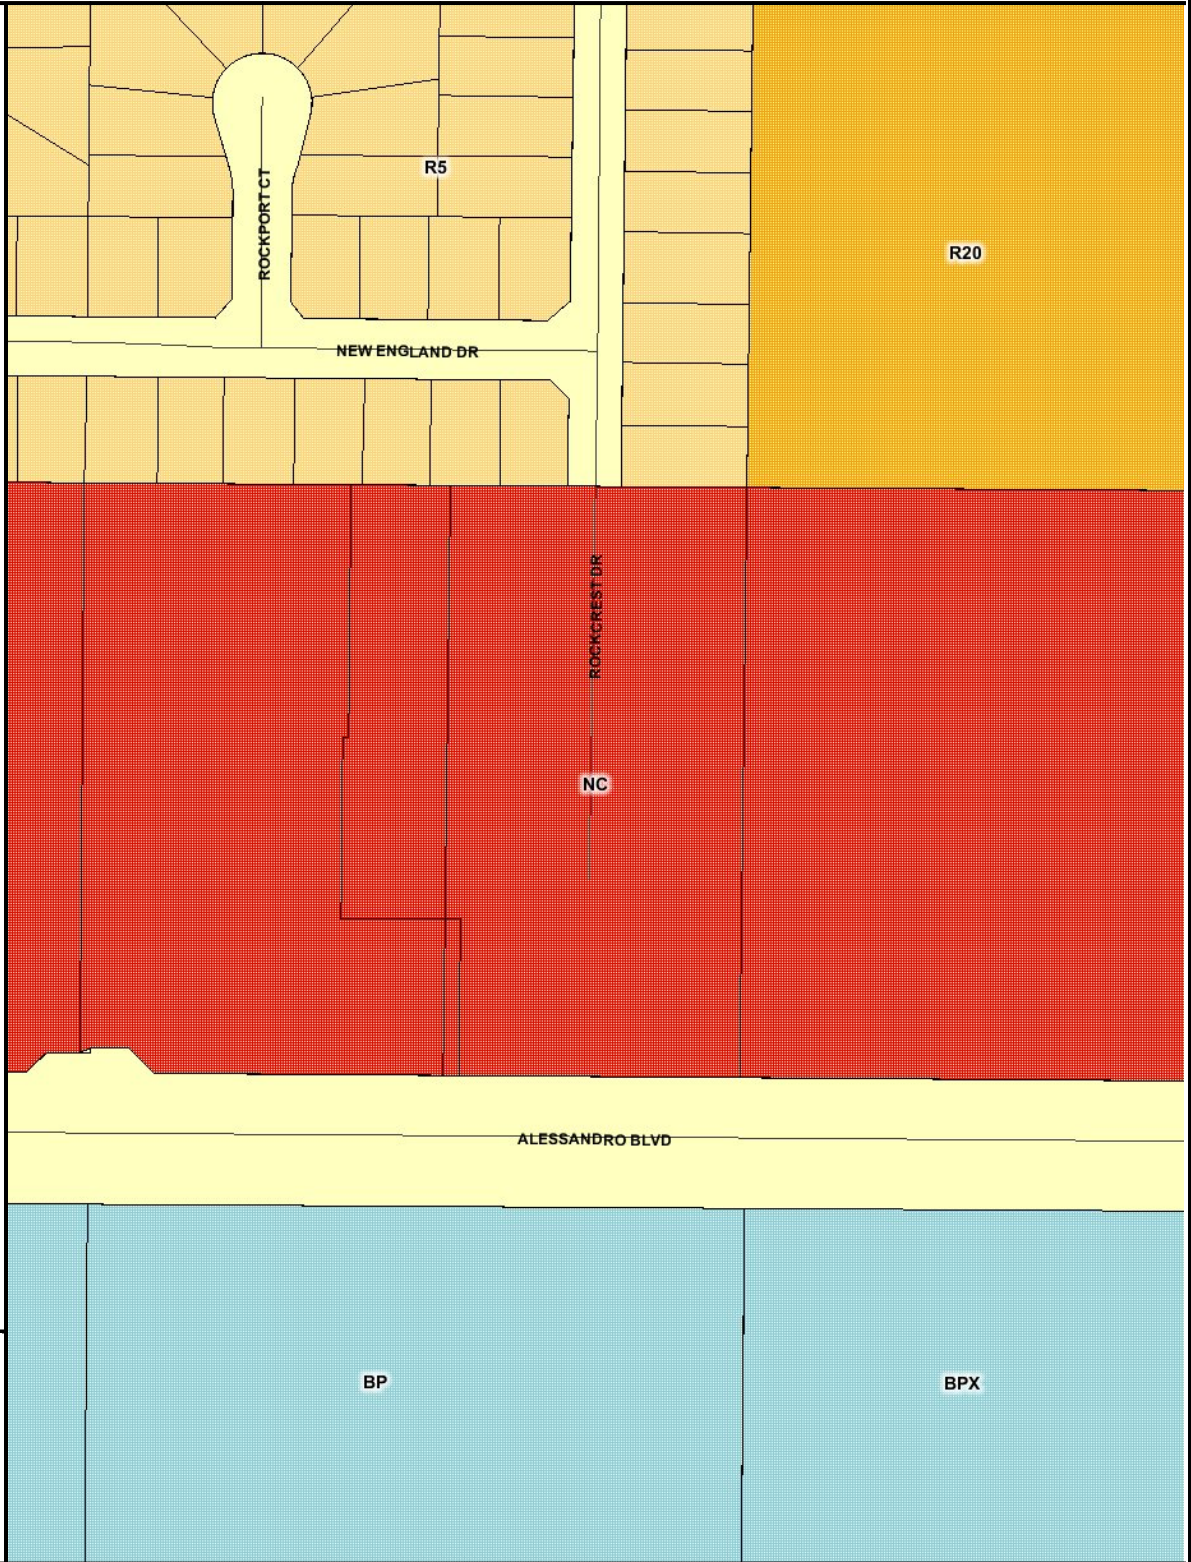 R5
ROCKPORT CT
R20
NEW ENGLAND DR
ROCKCREST DR
NC
ALESSANDRO BLVD
BP
BPX